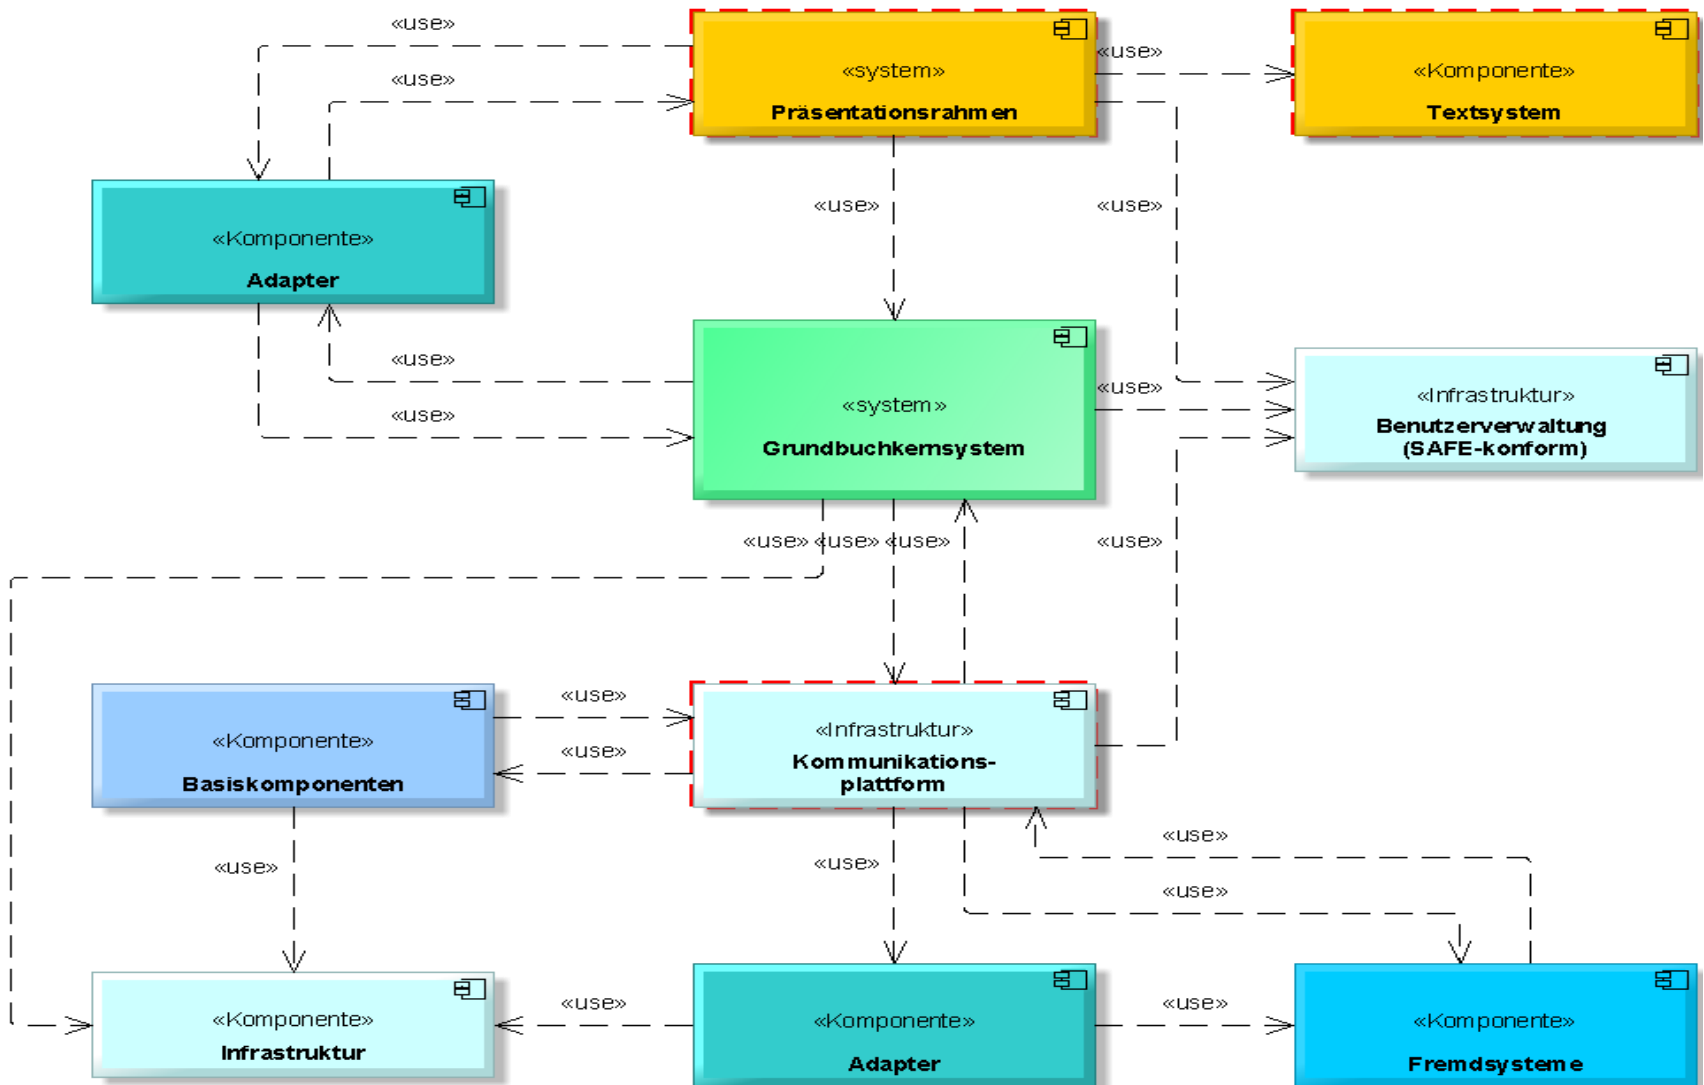 «use»
«system»
Präsentationsrahmen
«use»
«Komponente»
Textsystem
«use»
«use»
«use»
«Komponente»
Adapter
«use»
«use»
«system»
Grundbuchkernsystem
«use»
«Infrastruktur»
Benutzerverwaltung
(SAFE-konform)
«use» «use» «use»
«use»
«Komponente»
Basiskomponenten
«use»
«use»
«Infrastruktur»
Kommunikations-
plattform
«use»
«use»
«use»
«use»
«Komponente»
Infrastruktur
«use»
«Komponente»
Adapter
«use»
«Komponente»
Fremdsysteme